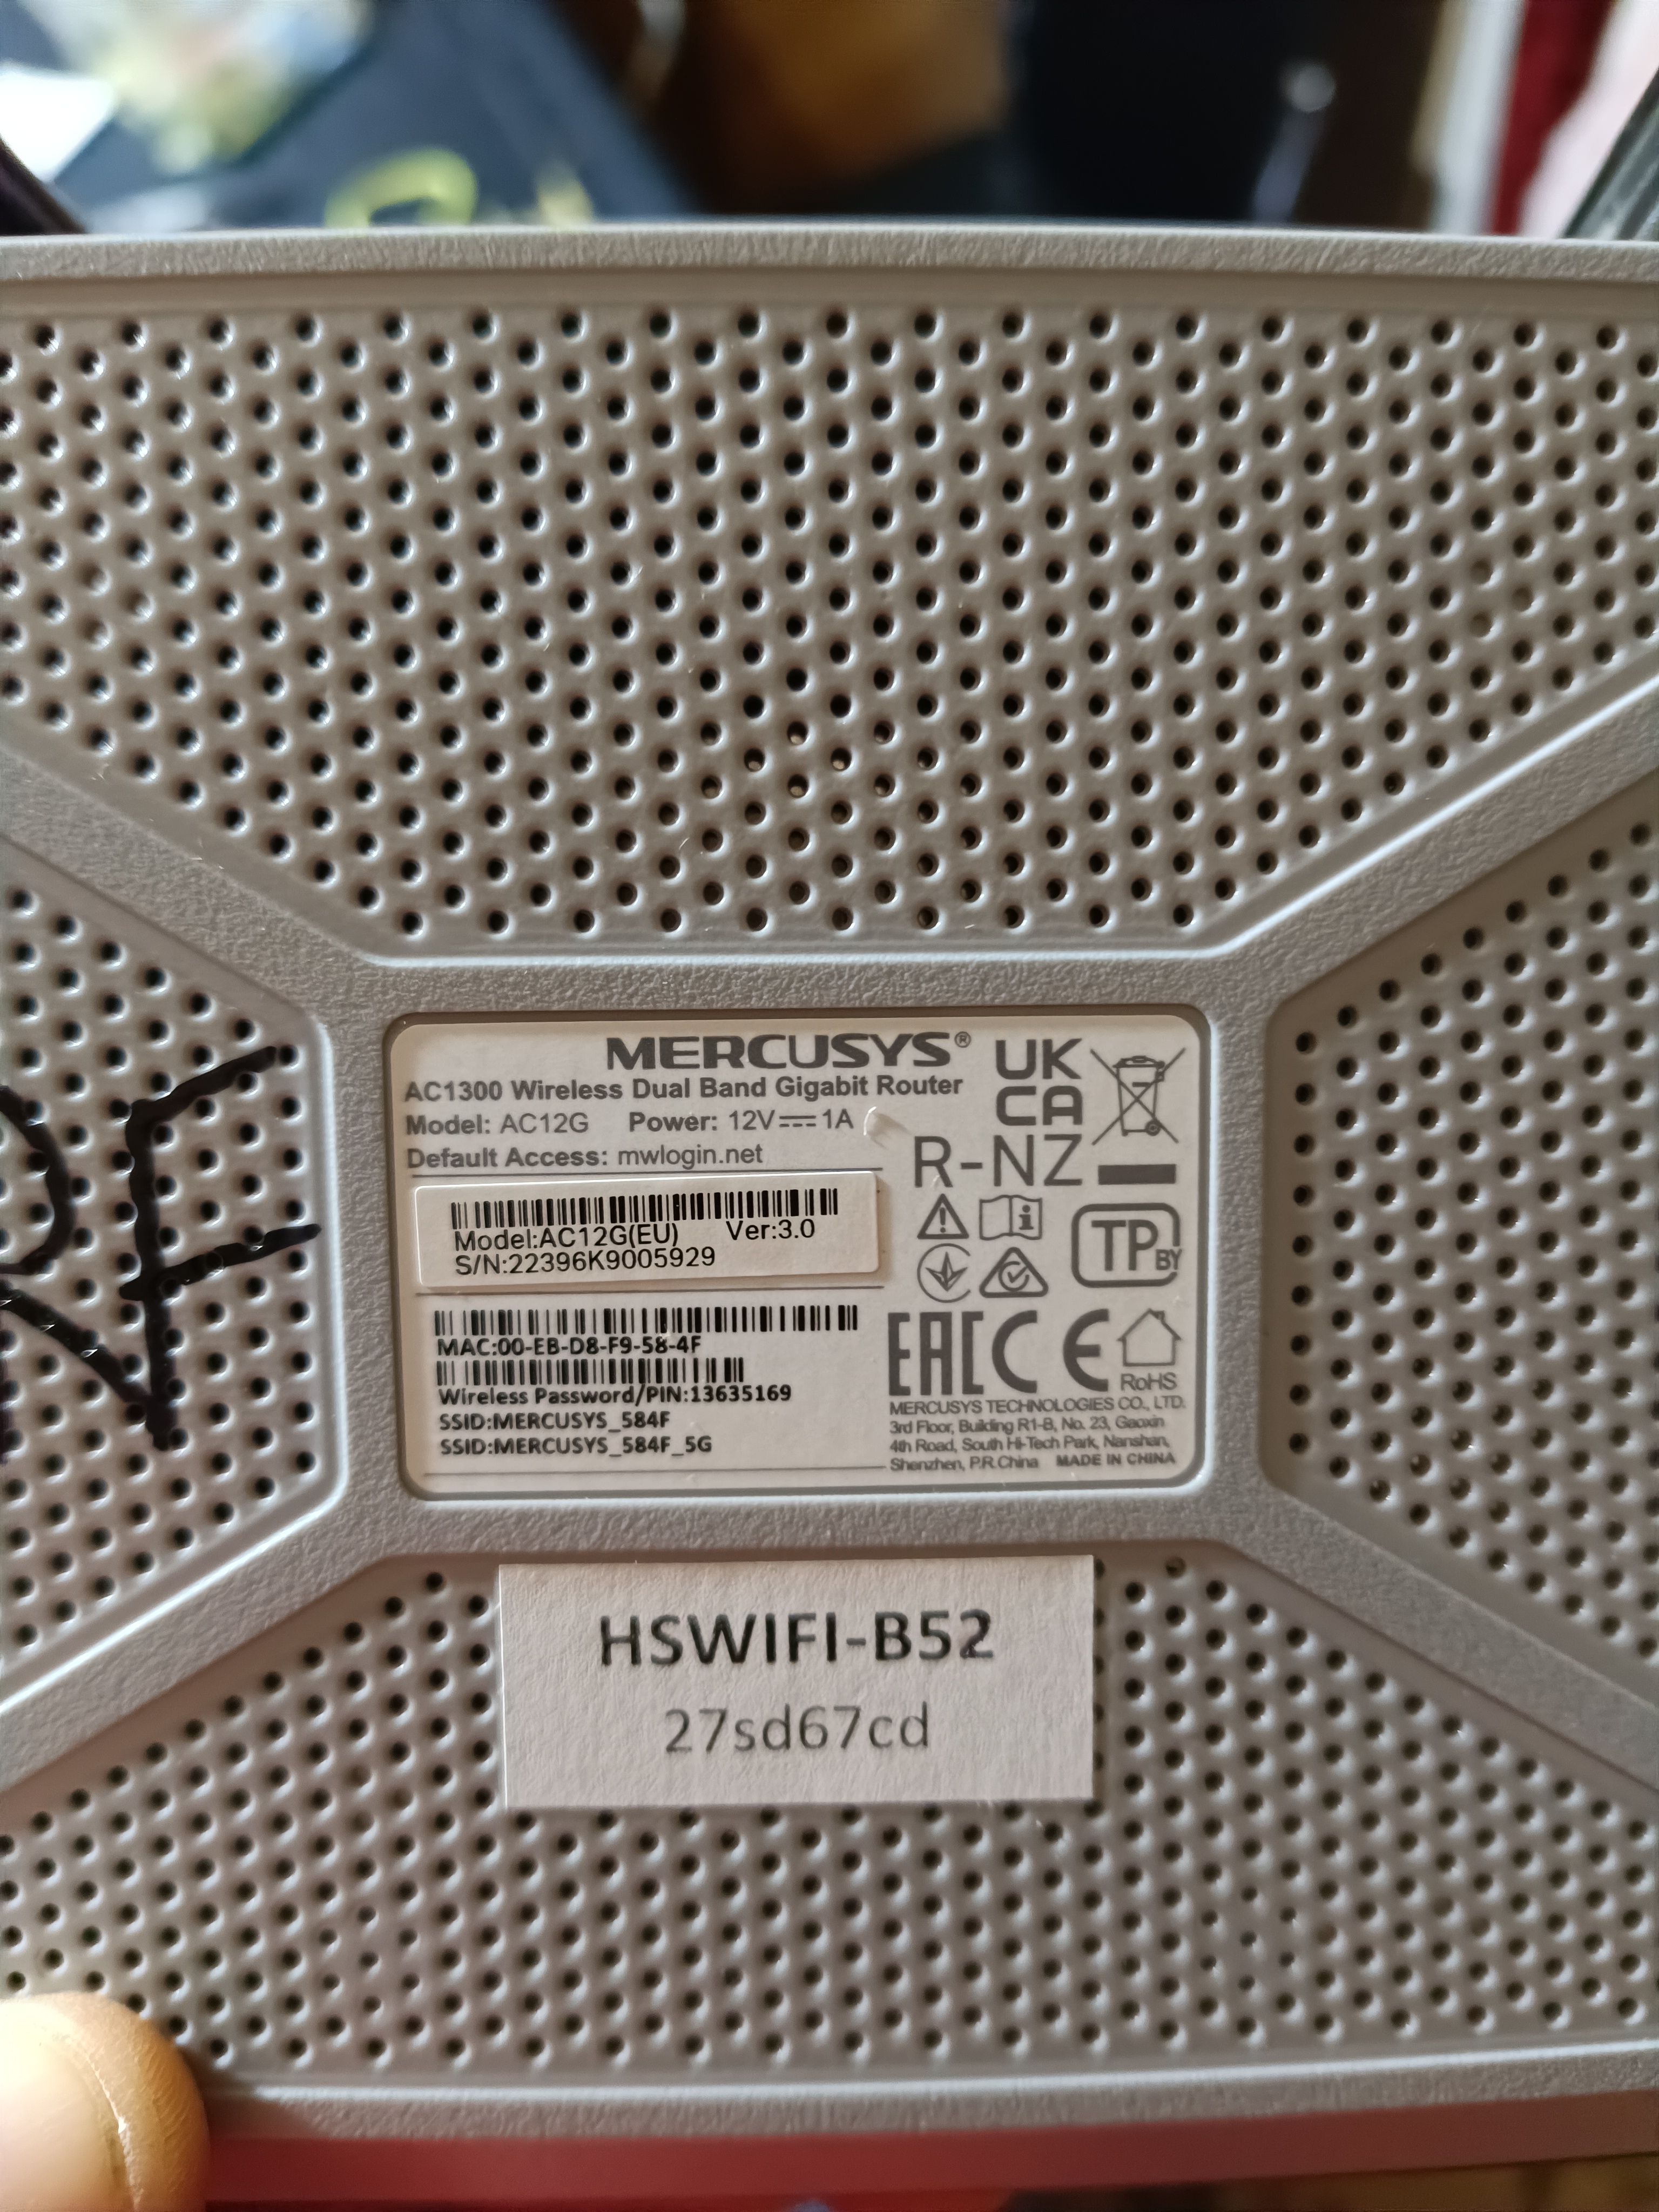 MERCUSYS®
AC1300 Wireless Dual Band Gigabit Router
Model: AC12G Power: 12V⎓1A
Default Access: mwlogin.net
Model:AC12G(EU) Ver:3.0
S/N:22396K9005929
MAC:00-EB-D8-F9-58-4F
Wireless Password/PIN:13635169
SSID:MERCUSYS_584F
SSID:MERCUSYS_584F_5G
UK
CA
R-NZ
TP BY
EAC CE
RoHS
MERCUSYS TECHNOLOGIES CO., LTD.
3rd Floor, Building R1-B, No. 23, Gaoxin
4th Road, South Hi-Tech Park, Nanshan,
Shenzhen, P.R.China MADE IN CHINA
HSWIFI-B52
27sd67cd